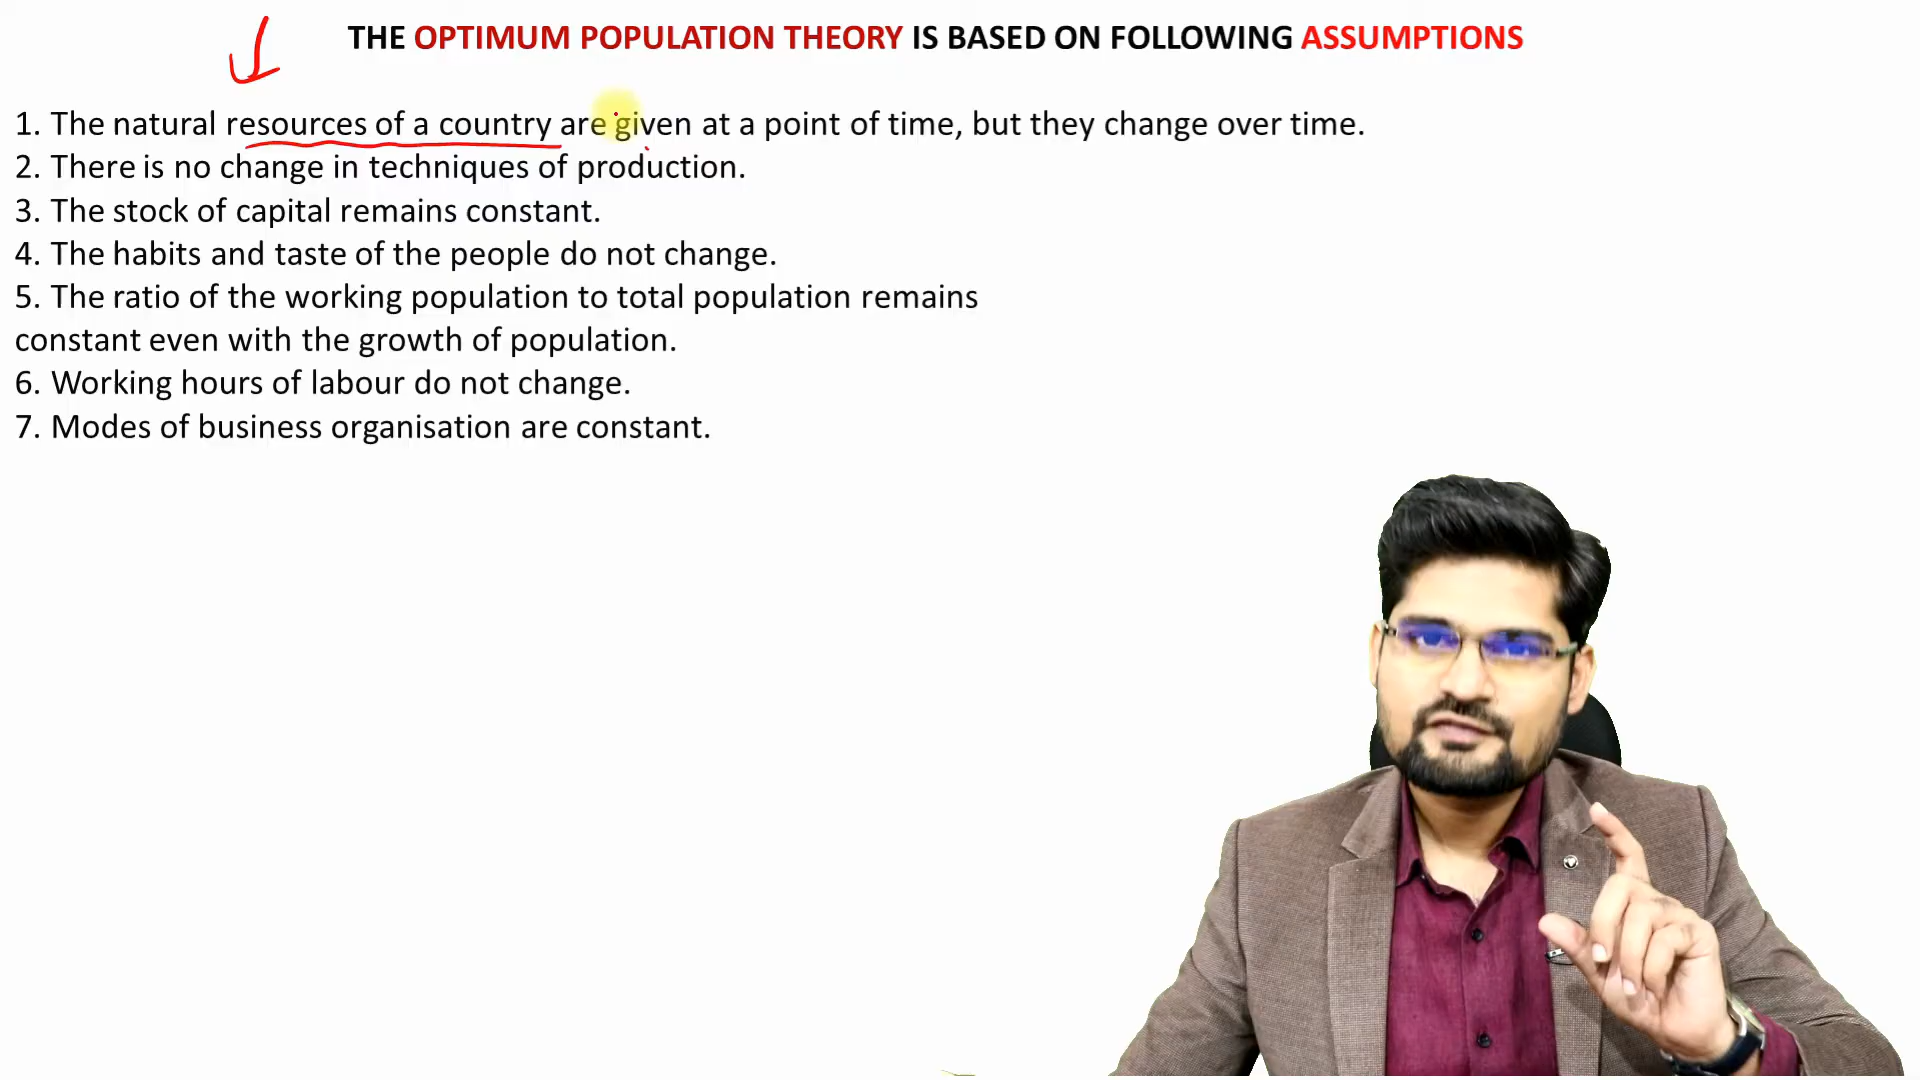 THE OPTIMUM POPULATION THEORY IS BASED ON FOLLOWING ASSUMPTIONS
1. The natural resources of a country are given at a point of time, but they change over time.
2. There is no change in techniques of production.
3. The stock of capital remains constant.
4. The habits and taste of the people do not change.
5. The ratio of the working population to total population remains
constant even with the growth of population.
6. Working hours of labour do not change.
7. Modes of business organisation are constant.